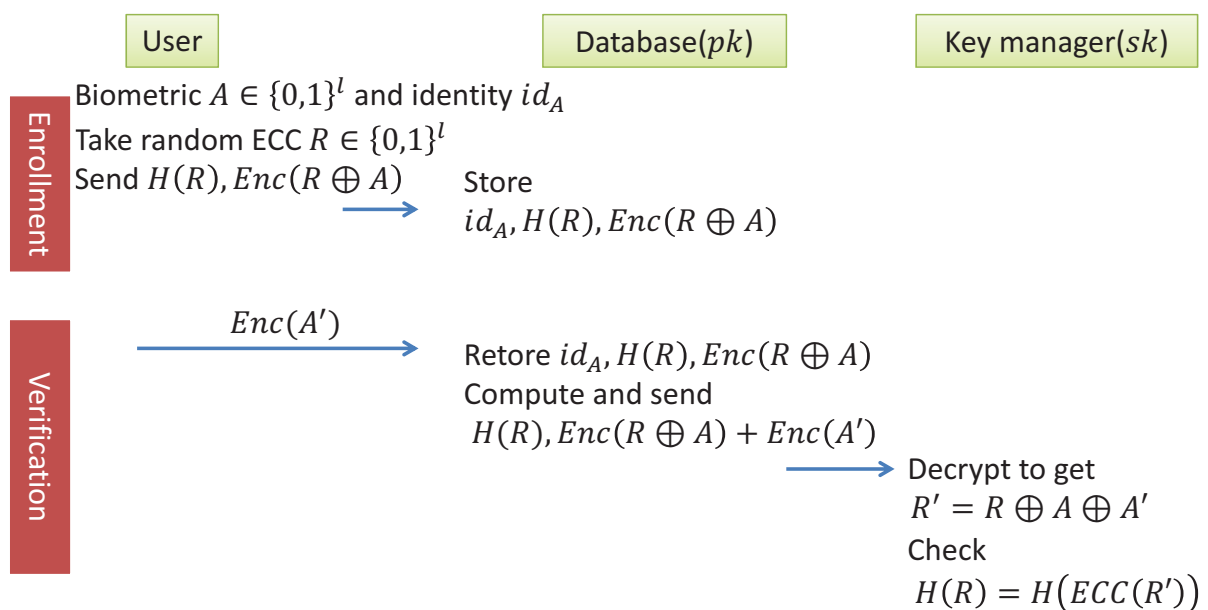 User
Database(pk)
Key manager(sk)
Enrollment
Biometric A ∈ {0,1}^l and identity id_A
Take random ECC R ∈ {0,1}^l
Send H(R), Enc(R ⊕ A)
Store
id_A, H(R), Enc(R ⊕ A)
Verification
Enc(A′)
Retore id_A, H(R), Enc(R ⊕ A)
Compute and send
H(R), Enc(R ⊕ A) + Enc(A′)
Decrypt to get
R′ = R ⊕ A ⊕ A′
Check
H(R) = H(ECC(R′))